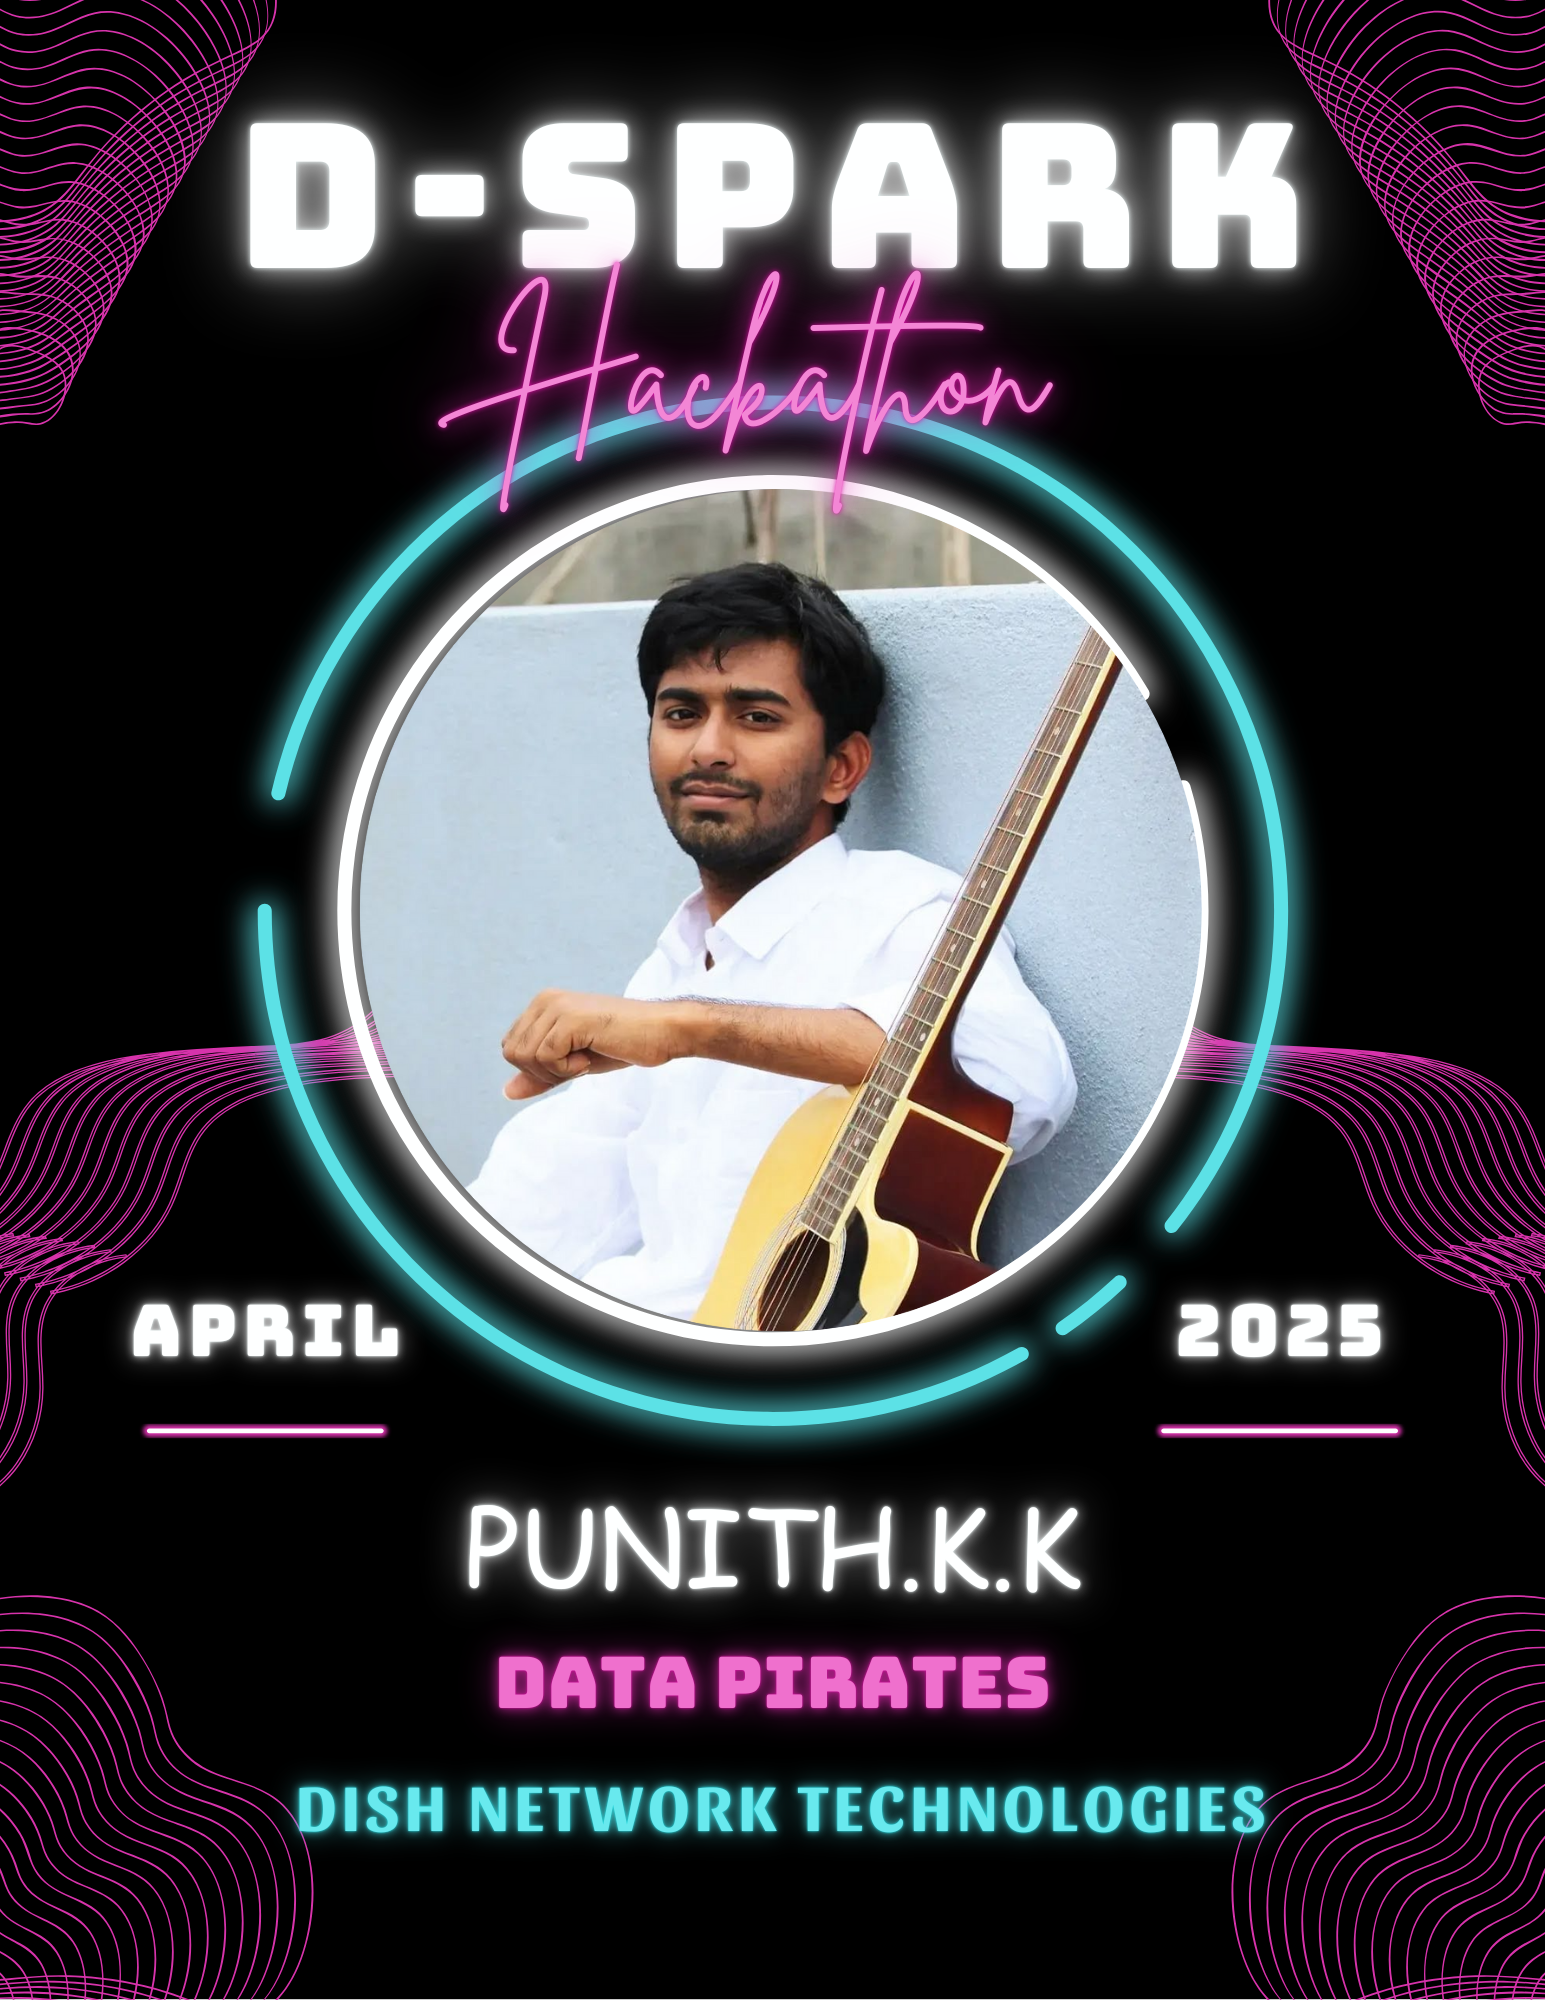 D-SPARK
Hackathon
APRIL
2025
PUNITH.K.K
DATA PIRATES
DISH NETWORK TECHNOLOGIES